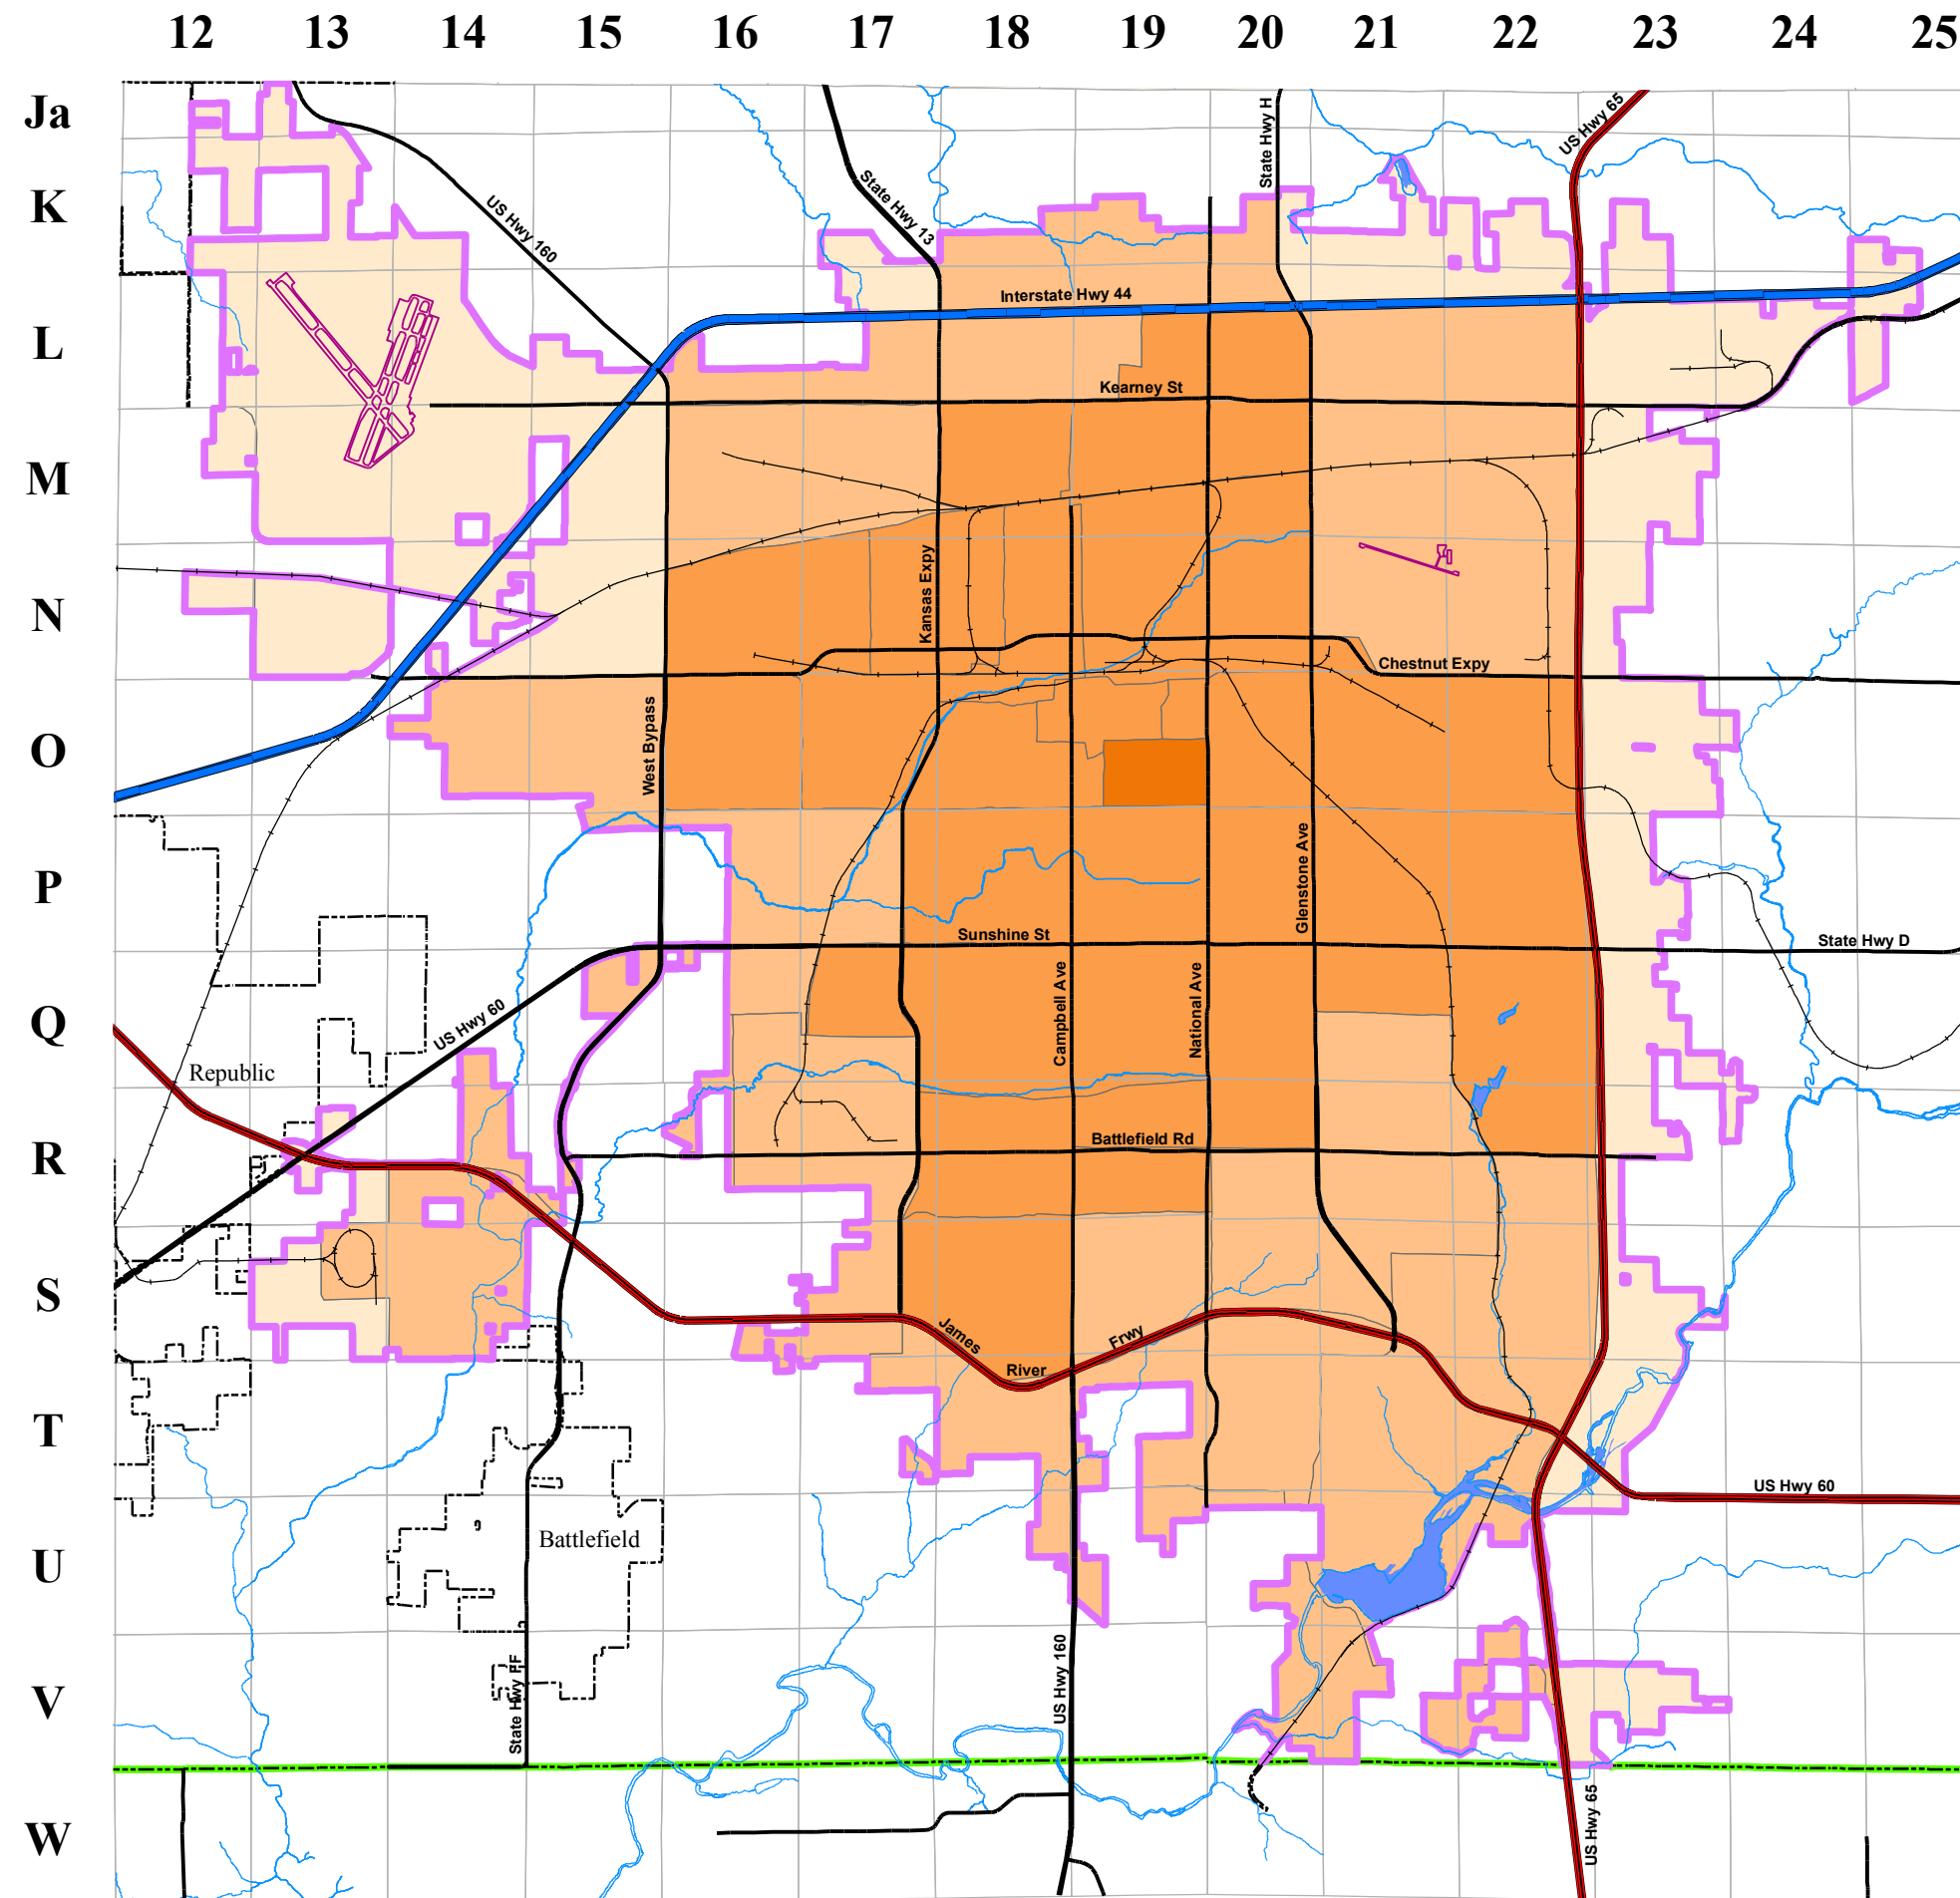 12 13 14 15 16 17 18 19 20 21 22 23 24 25
Ja
State Hwy H
US Hwy 65
K
US Hwy 160
State Hwy 13
Interstate Hwy 44
L
Kearney St
M
N
Kansas Expy
Chestnut Expy
O
West Bypass
P
Glenstone Ave
Sunshine St
State Hwy D
Q
US Hwy 60
Campbell Ave
National Ave
Republic
R
Battlefield Rd
S
James
River
Frwy
T
US Hwy 60
U
Battlefield
V
State Hwy FF
US Hwy 160
W
US Hwy 65